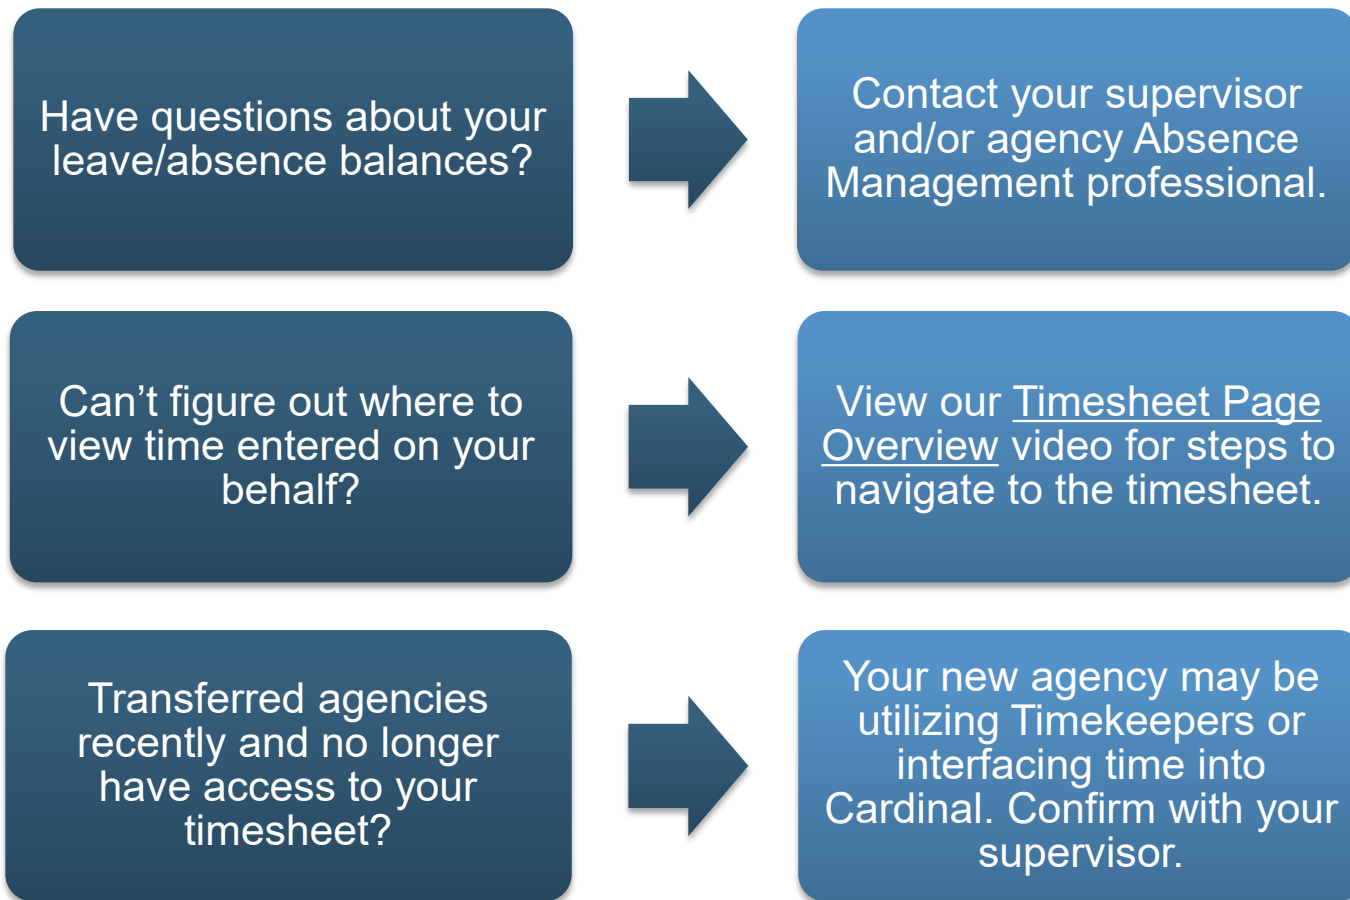 Have questions about your
leave/absence balances?
Contact your supervisor
and/or agency Absence
Management professional.
Can’t figure out where to
view time entered on your
behalf?
View our Timesheet Page
Overview video for steps to
navigate to the timesheet.
Transferred agencies
recently and no longer
have access to your
timesheet?
Your new agency may be
utilizing Timekeepers or
interfacing time into
Cardinal. Confirm with your
supervisor.